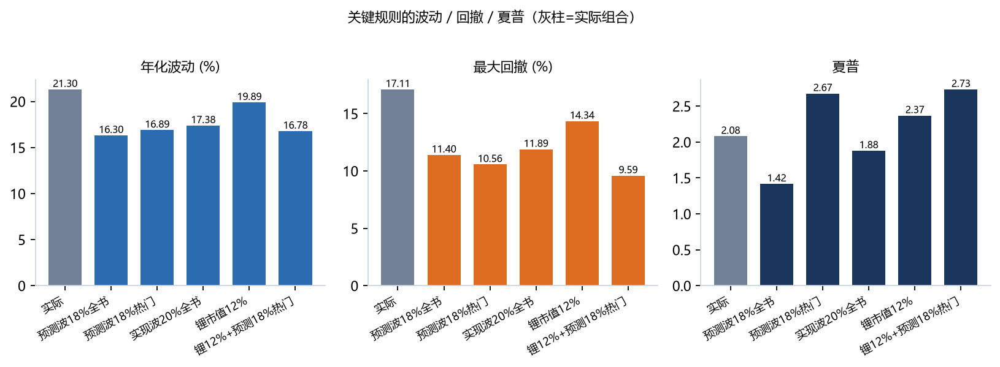 关键规则的波动 / 回撤 / 夏普（灰柱=实际组合）
年化波动 (%)
21.30
16.30
16.89
17.38
19.89
16.78
20
15
10
5
0
实际
预测波18%全书
预测波18%热门
实现波20%全书
锂市值12%
锂12%+预测18%热门
最大回撤 (%)
17.11
11.40
10.56
11.89
14.34
9.59
15
10
5
0
实际
预测波18%全书
预测波18%热门
实现波20%全书
锂市值12%
锂12%+预测18%热门
夏普
2.08
1.42
2.67
1.88
2.37
2.73
2.5
2.0
1.5
1.0
0.5
0.0
实际
预测波18%全书
预测波18%热门
实现波20%全书
锂市值12%
锂12%+预测18%热门